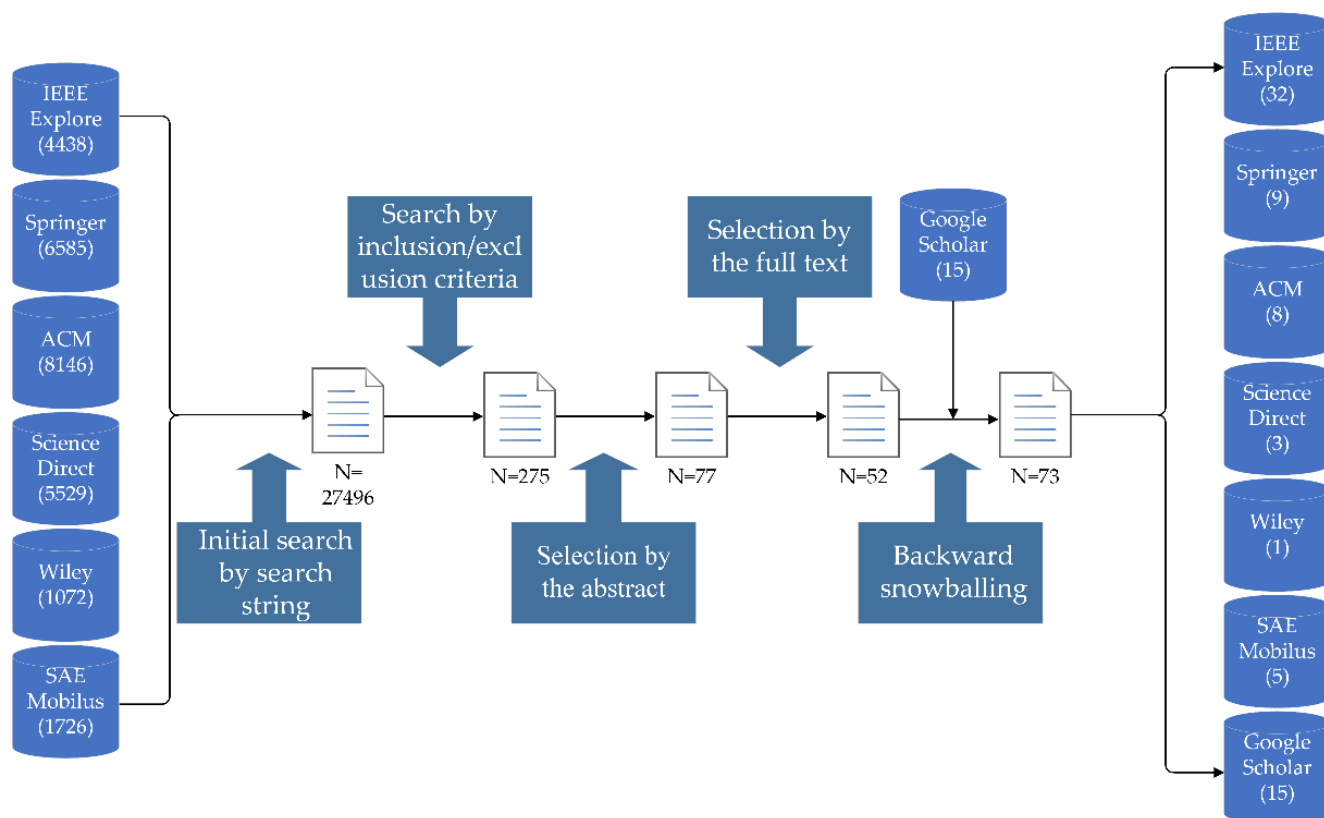 IEEE
Explore
(4438)
Springer
(6585)
ACM
(8146)
Science
Direct
(5529)
Wiley
(1072)
SAE
Mobilus
(1726)
Initial search
by search
string
N=
27496
Search by
inclusion/excl
usion criteria
N=275
Selection by
the abstract
N=77
Selection by
the full text
N=52
Google
Scholar
(15)
Backward
snowballing
N=73
IEEE
Explore
(32)
Springer
(9)
ACM
(8)
Science
Direct
(3)
Wiley
(1)
SAE
Mobilus
(5)
Google
Scholar
(15)